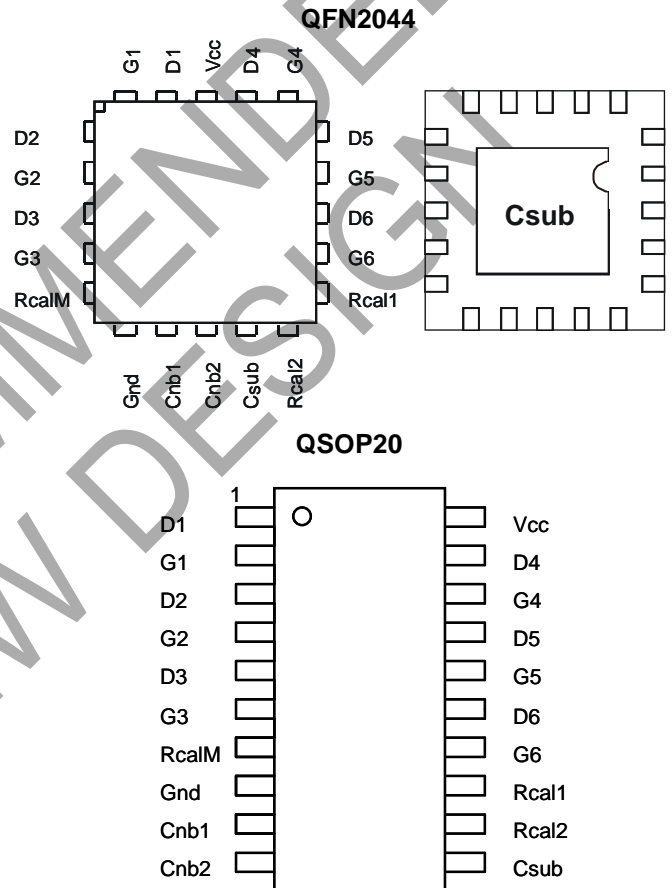 QFN2044
G1 D1 Vcc D4 G4
D2
G2
D3
G3
RcalM
D5
G5
D6
G6
Rcal1
Csub
Gnd Cnb1 Cnb2 Csub Rcal2
QSOP20
1
D1
G1
D2
G2
D3
G3
RcalM
Gnd
Cnb1
Cnb2
Vcc
D4
G4
D5
G5
D6
G6
Rcal1
Rcal2
Csub
MMENDE
W DESIGN